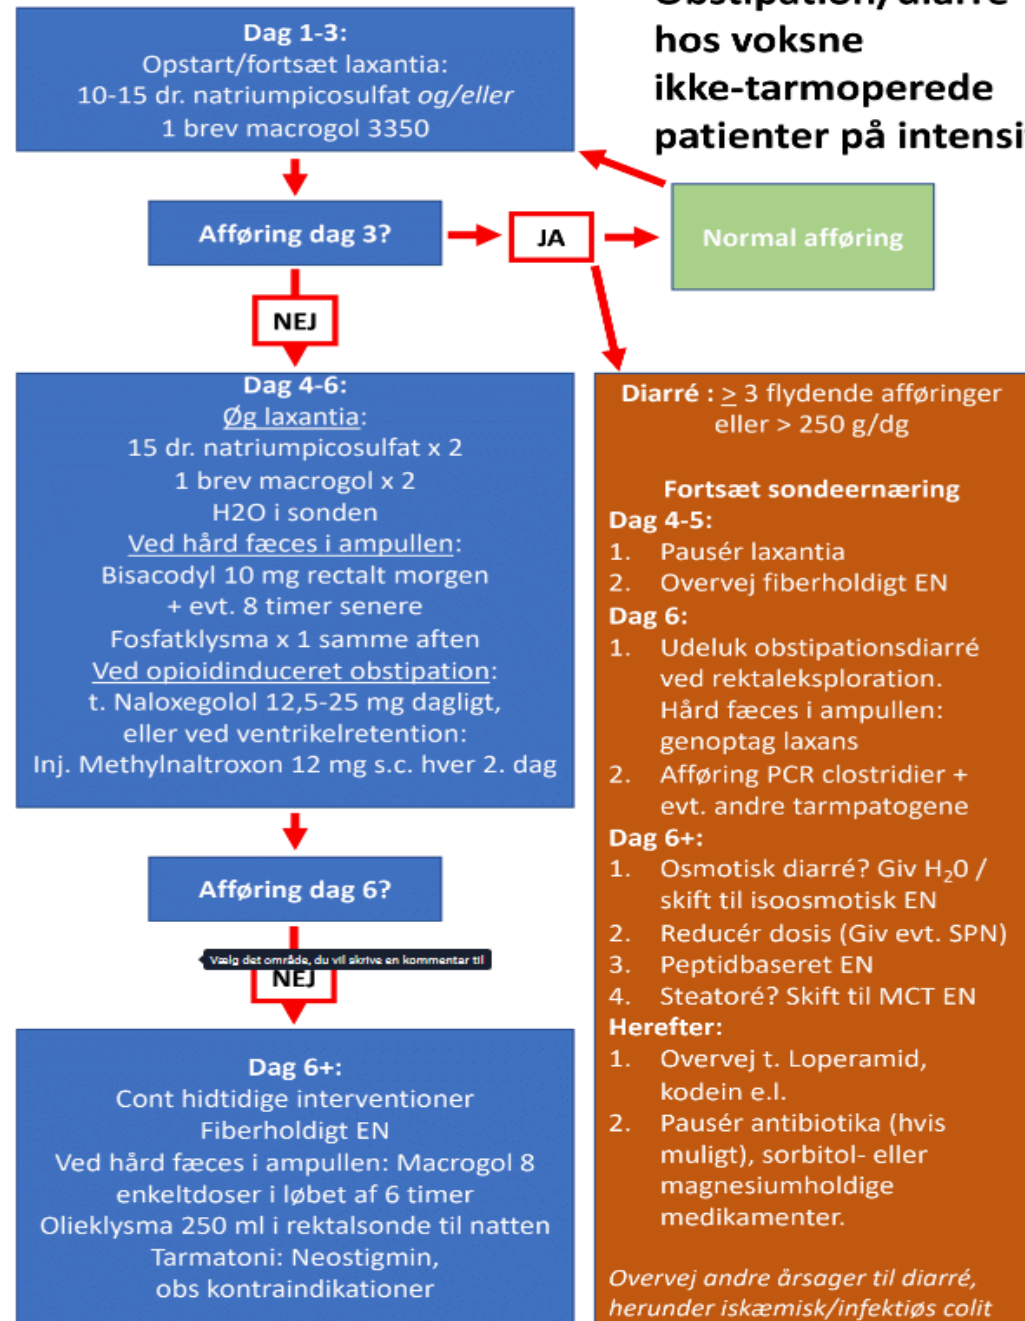 Obstipation/diarré
hos voksne
ikke-tarmopererede
patienter på intensi
Dag 1-3:
Opstart/fortsæt laxantia:
10-15 dr. natriumpicosulfat og/eller
1 brev macrogol 3350
Afføring dag 3?
JA
Normal afføring
NEJ
Dag 4-6:
Øg laxantia:
15 dr. natriumpicosulfat x 2
1 brev macrogol x 2
H2O i sonden
Ved hård fæces i ampullen:
Bisacodyl 10 mg rectalt morgen
+ evt. 8 timer senere
Fosfatklysma x 1 samme aften
Ved opioidinduceret obstipation:
t. Naloxegolol 12,5-25 mg dagligt,
eller ved ventrikelretention:
Inj. Methylnaltroxon 12 mg s.c. hver 2. dag
Afføring dag 6?
Vælg det område, du vil skrive en kommentar til
NEJ
Dag 6+:
Cont hidtidige interventioner
Fiberholdigt EN
Ved hård fæces i ampullen: Macrogol 8
enkeltdoser i løbet af 6 timer
Olieklysma 250 ml i rektalsonde til natten
Tarmatoni: Neostigmin,
obs kontraindikationer
Diarré : ≥ 3 flydende afføringer
eller > 250 g/dg
Fortsæt sondeernæring
Dag 4-5:
1. Pausér laxantia
2. Overvej fiberholdigt EN
Dag 6:
1. Udeluk obstipationsdiarré
ved rektaleksploration.
Hård fæces i ampullen:
genoptag laxans
2. Afføring PCR clostridier +
evt. andre tarmpatogene
Dag 6+:
1. Osmotisk diarré? Giv H₂0 /
skift til isoosmotisk EN
2. Reducér dosis (Giv evt. SPN)
3. Peptidbaseret EN
4. Steatoré? Skift til MCT EN
Herefter:
1. Overvej t. Loperamid,
kodein e.l.
2. Pausér antibiotika (hvis
muligt), sorbitol- eller
magnesiumholdige
medikamenter.
Overvej andre årsager til diarré,
herunder iskæmisk/infektiøs colit